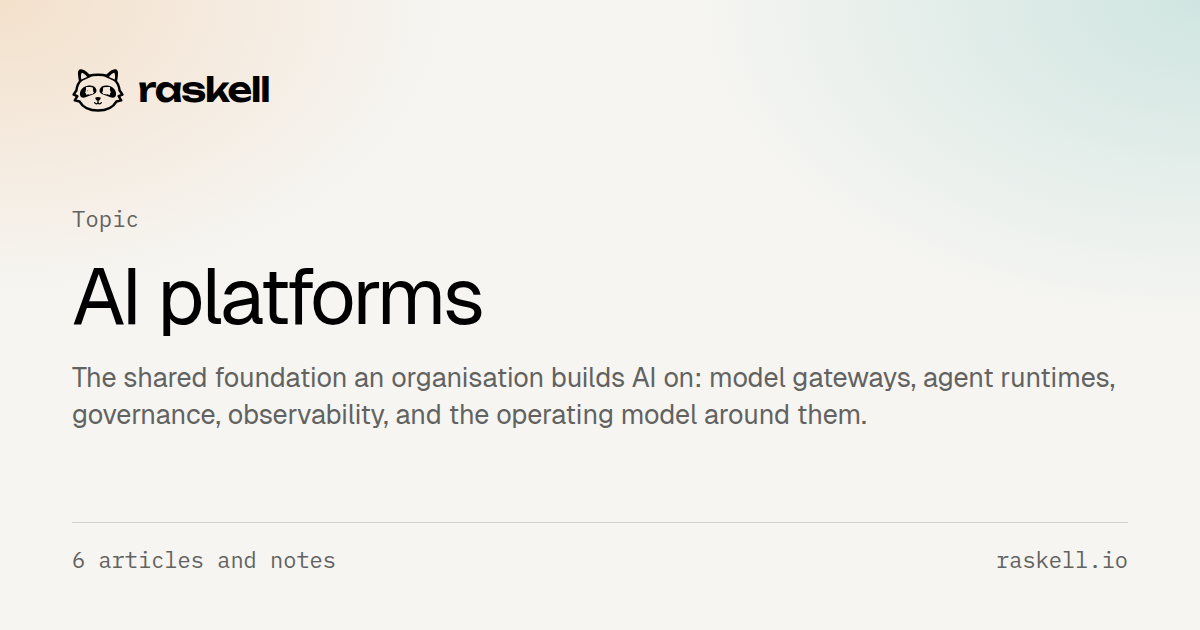 raskell
Topic
AI platforms
The shared foundation an organisation builds AI on: model gateways, agent runtimes,
governance, observability, and the operating model around them.
6 articles and notes
raskell.io